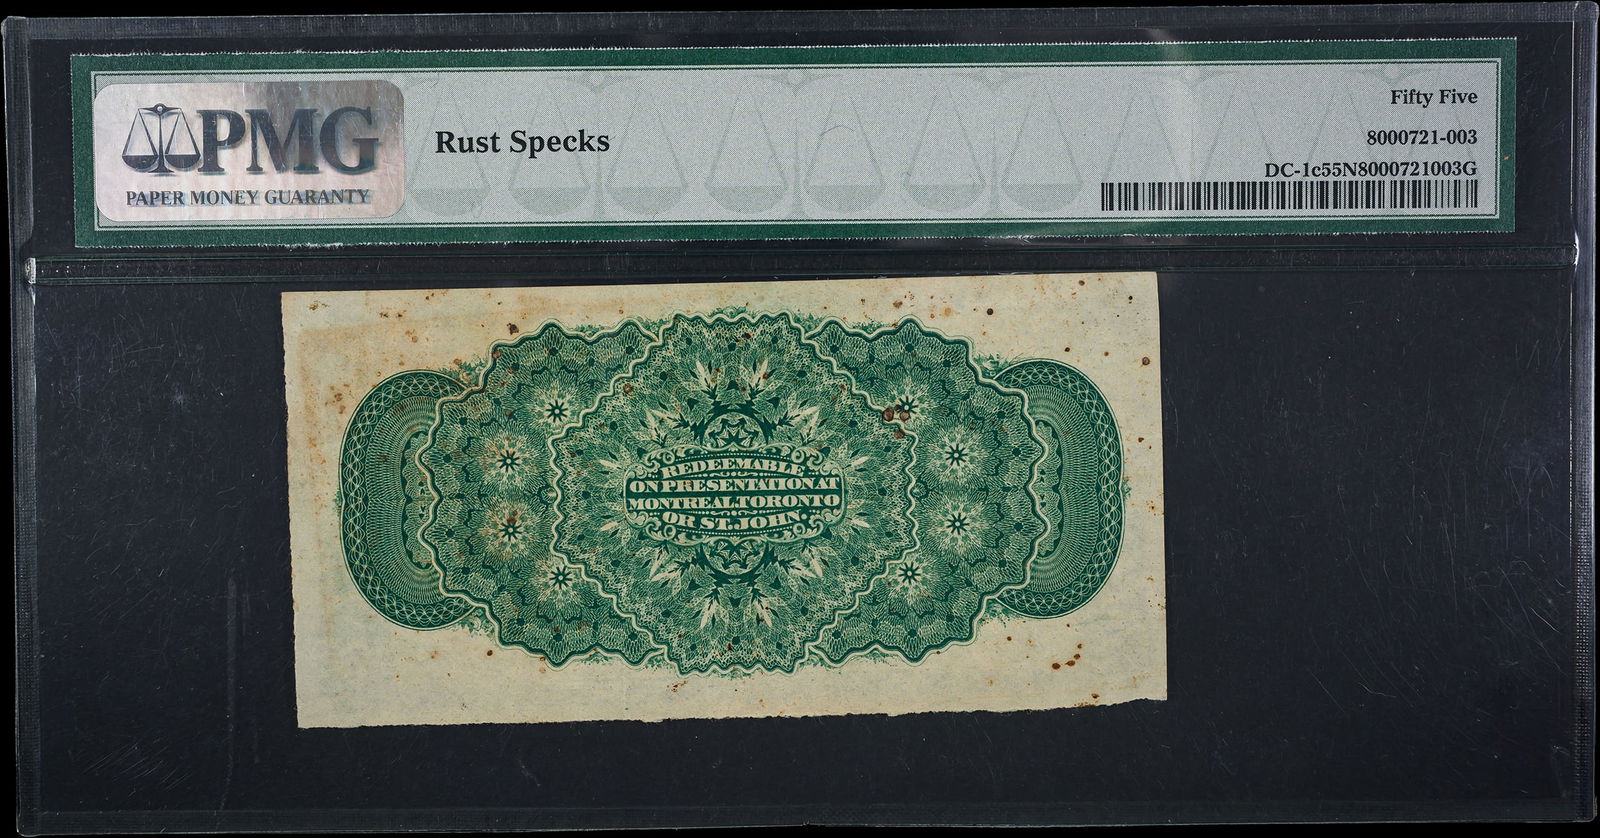 PMG
PAPER MONEY GUARANTY
Rust Specks
Fifty Five
8000721-003
DC-1c55N8000721003G
REDEEMABLE
ON PRESENTATION AT
MONTREAL, TORONTO
OR ST. JOHN.